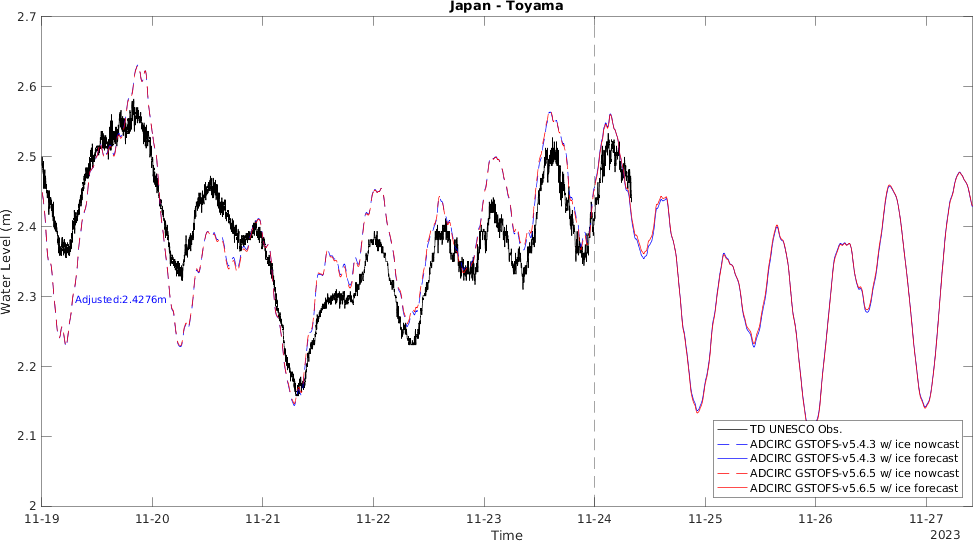 Japan - Toyama
2.7
2.6
2.5
2.4
2.3
2.2
2.1
2
Water Level (m)
Adjusted:2.4276m
TD UNESCO Obs.
ADCIRC GSTOFS-v5.4.3 w/ ice nowcast
ADCIRC GSTOFS-v5.4.3 w/ ice forecast
ADCIRC GSTOFS-v5.6.5 w/ ice nowcast
ADCIRC GSTOFS-v5.6.5 w/ ice forecast
11-19 11-20 11-21 11-22 11-23 11-24 11-25 11-26 11-27
Time
2023